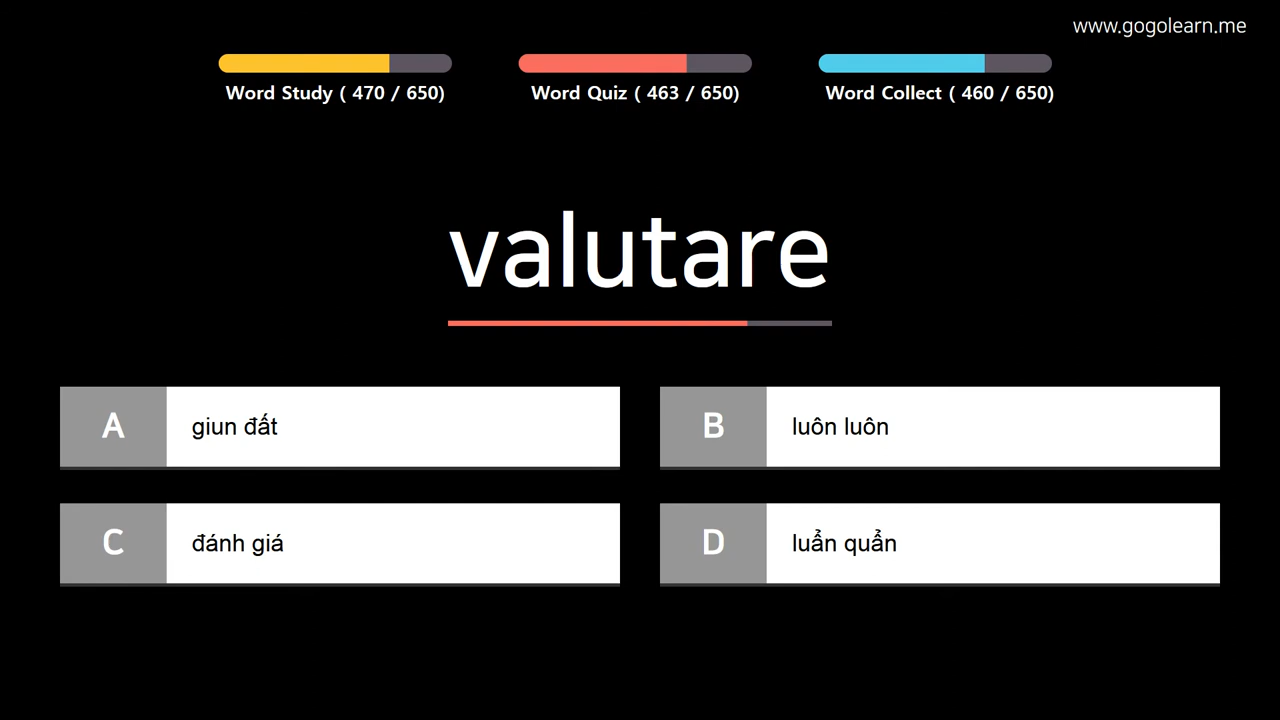 www.gogolearn.me
Word Study ( 470 / 650)
Word Quiz ( 463 / 650)
Word Collect ( 460 / 650)
valutare
A giun đất
B luôn luôn
C đánh giá
D luẩn quẩn